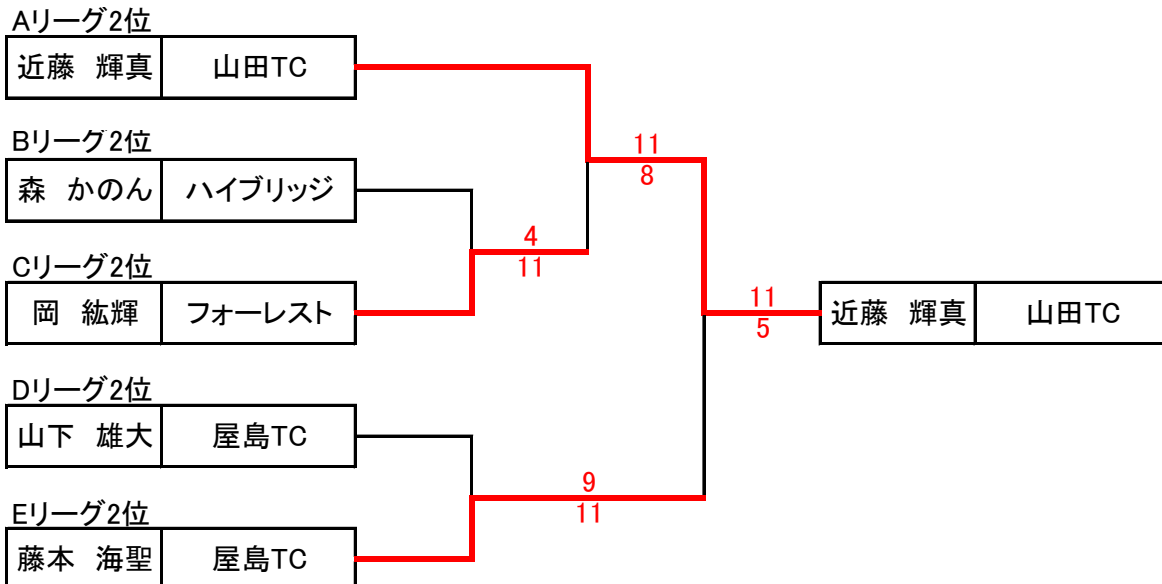 Aリーグ2位
近藤 輝真 山田TC
Bリーグ2位
11
8
森 かのん ハイブリッジ
4
11
Cリーグ2位
岡 紘輝 フォーレスト
11
5
近藤 輝真 山田TC
Dリーグ2位
山下 雄大 屋島TC
9
11
Eリーグ2位
藤本 海聖 屋島TC